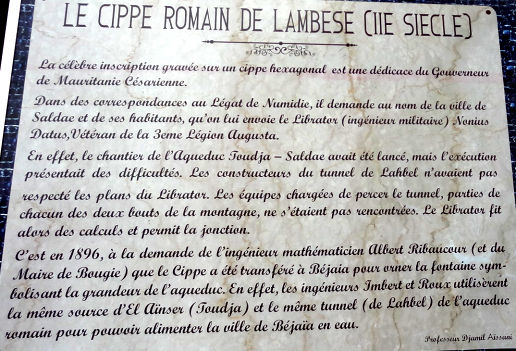 LE CIPPE ROMAIN DE LAMBESE (IIE SIECLE)
La célèbre inscription gravée sur un cippe hexagonal est une dédicace du Gouverneur
de Mauritanie Césarienne.
Dans des correspondances au Légat de Numidie, il demande au nom de la ville de
Saldae et de ses habitants, qu'on lui envoie le Librator (ingénieur militaire) Nonius
Datus, Vétéran de la 3eme Légion Augusta.
En effet, le chantier de l'Aqueduc Toudja – Saldae avait été lancé, mais l'exécution
présentait des difficultés. Les constructeurs du tunnel de Lahbel n'avaient pas
respecté les plans du Librator. Les équipes chargées de percer le tunnel, parties de
chacun des deux bouts de la montagne, ne s'étaient pas rencontrées. Le Librator fit
alors des calculs et permit la jonction.
C'est en 1896, à la demande de l'ingénieur mathématicien Albert Ribaucour (et du
Maire de Bougie) que le Cippe a été transféré à Béjaia pour orner la fontaine sym-
bolisant la grandeur de l'aqueduc. En effet, les ingénieurs Imbert et Roux utilisèrent
la même source d'El Aïnser (Toudja) et le même tunnel (de Lahbel) de l'aqueduc
romain pour pouvoir alimenter la ville de Béjaïa en eau.
Professeur Djamil Aïssani